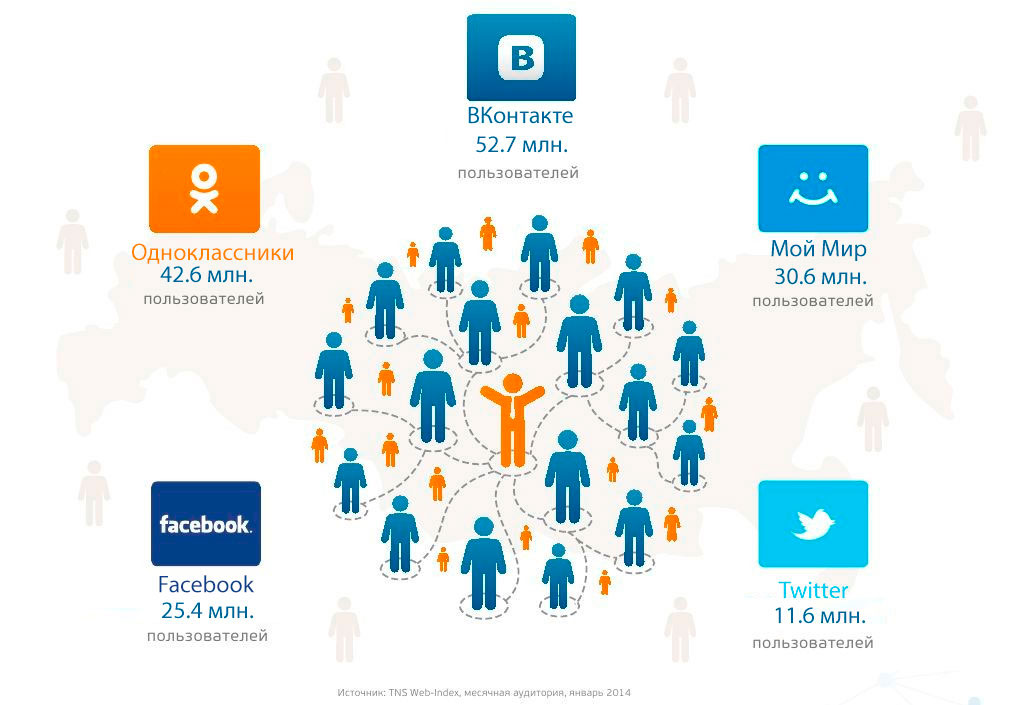 В
ВКонтакте
52.7 млн.
пользователей
Одноклассники
42.6 млн.
пользователей
Мой Мир
30.6 млн.
пользователей
facebook.
Facebook
25.4 млн.
пользователей
Twitter
11.6 млн.
пользователей
Источник: TNS Web-Index, месячная аудитория, январь 2014